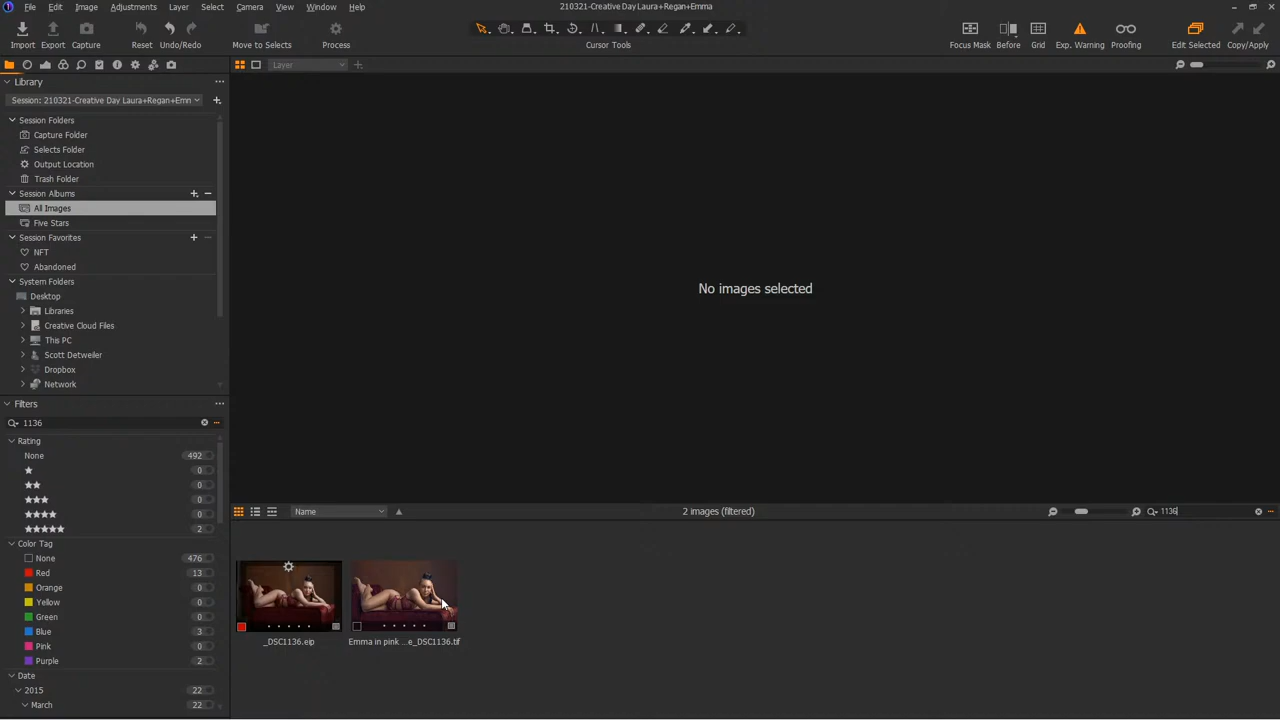 File Edit Image Adjustments Layer Select Camera View Window Help
210321-Creative Day Laura+Regan+Emma
Import Export Capture Reset Undo/Redo Move to Selects Process Cursor Tools Focus Mask Before Grid Exp. Warning Proofing Edit Selected Copy/Apply
Library
Layer
Session: 210321-Creative Day Laura+Regan+Emn
Session Folders
Capture Folder
Selects Folder
Output Location
Trash Folder
Session Albums
All Images
Five Stars
Session Favorites
NFT
Abandoned
System Folders
Desktop
Libraries
Creative Cloud Files
This PC
Scott Detweiler
Dropbox
Network
No images selected
Filters
1136
Rating
None 492
0
0
0
0
2
Color Tag
None 476
Red 13
Orange 0
Yellow 0
Green 0
Blue 3
Pink 0
Purple 2
Date
2015 22
March 22
Name
2 images (filtered)
1136
_DSC1136.eip
Emma in pink ...e_DSC1136.tif